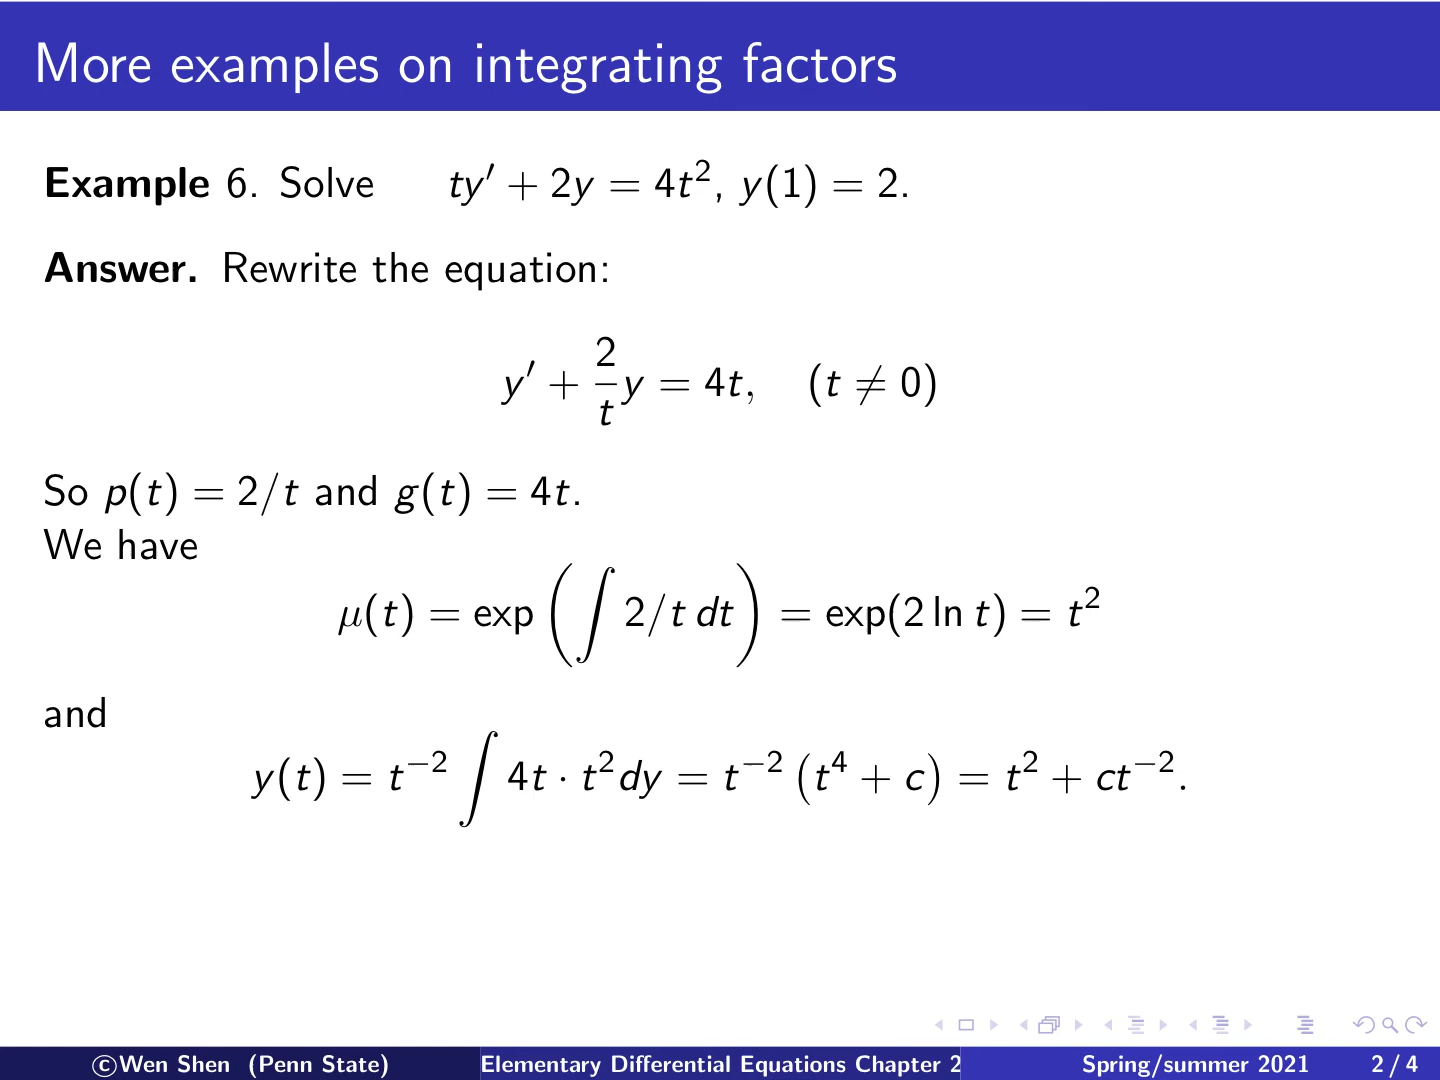 More examples on integrating factors
Example 6. Solve ty′ + 2y = 4t², y(1) = 2.
Answer. Rewrite the equation:
y′ + \frac{2}{t} y = 4t, (t ≠ 0)
So p(t) = 2/t and g(t) = 4t.
We have
μ(t) = exp (∫ 2/t dt) = exp(2 ln t) = t²
and
y(t) = t⁻² ∫ 4t · t² dy = t⁻² (t⁴ + c) = t² + ct⁻².
©Wen Shen (Penn State) Elementary Differential Equations Chapter 2 Spring/summer 2021 2 / 4